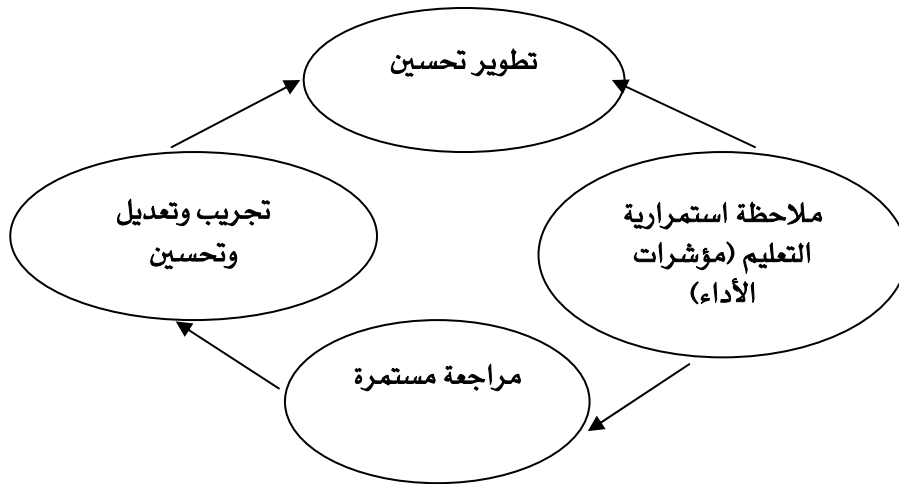 تطوير تحسين
ملاحظة استمرارية
التعليم (مؤشرات
الأداء)
تجريب وتعديل
وتحسين
مراجعة مستمرة